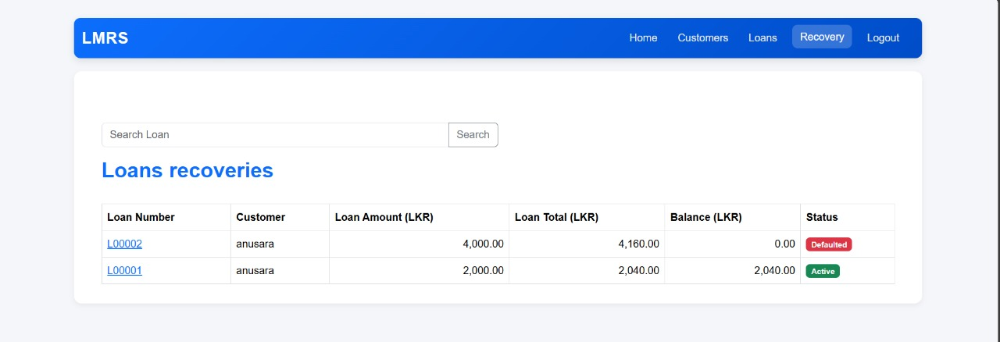 LMRS Home Customers Loans Recovery Logout
Search Loan Search
Loans recoveries
Loan Number Customer Loan Amount (LKR) Loan Total (LKR) Balance (LKR) Status
L00002 anusara 4,000.00 4,160.00 0.00 Defaulted
L00001 anusara 2,000.00 2,040.00 2,040.00 Active